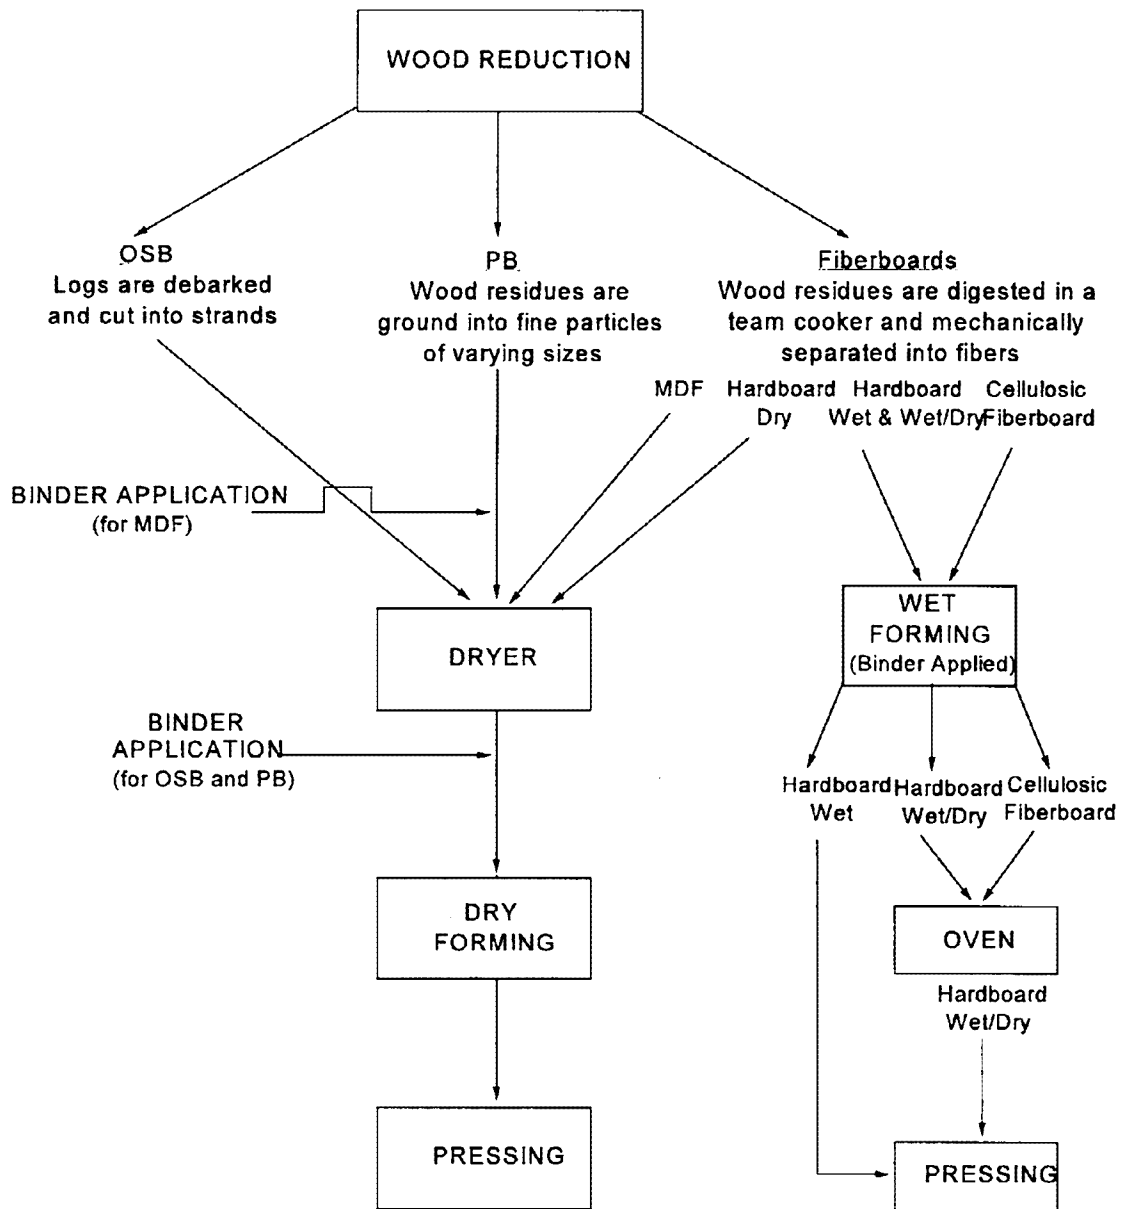 WOOD REDUCTION
OSB
Logs are debarked
and cut into strands
PB
Wood residues are
ground into fine particles
of varying sizes
Fiberboards
Wood residues are digested in a
team cooker and mechanically
separated into fibers
MDF
Hardboard
Dry
Hardboard
Wet & Wet/Dry
Cellulosic
Fiberboard
BINDER APPLICATION
(for MDF)
DRYER
WET
FORMING
(Binder Applied)
BINDER
APPLICATION
(for OSB and PB)
Hardboard
Wet
Hardboard
Wet/Dry
Cellulosic
Fiberboard
DRY
FORMING
OVEN
Hardboard
Wet/Dry
PRESSING
PRESSING